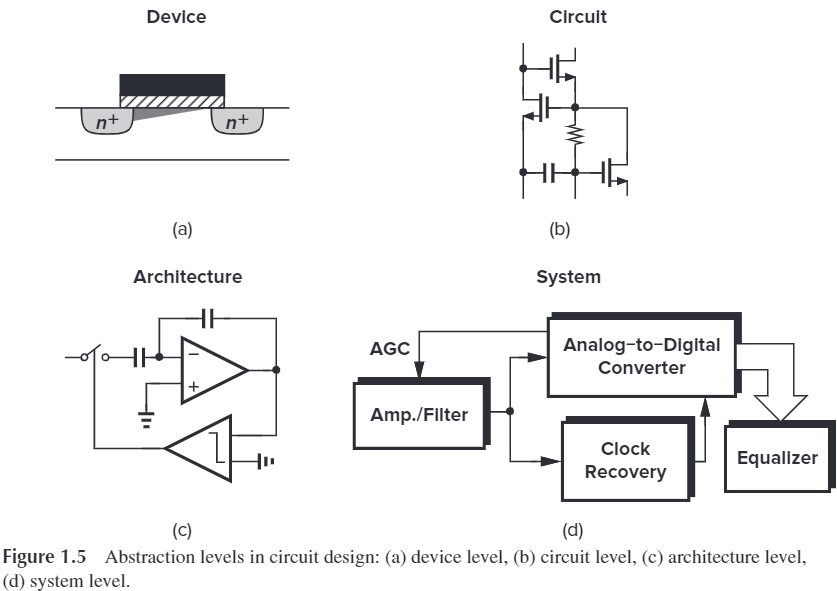 Device
Circuit
n+
n+
(a)
(b)
Architecture
System
−
+
AGC
Analog-to-Digital
Converter
Amp./Filter
Clock
Recovery
Equalizer
(c)
(d)
Figure 1.5 Abstraction levels in circuit design: (a) device level, (b) circuit level, (c) architecture level,
(d) system level.